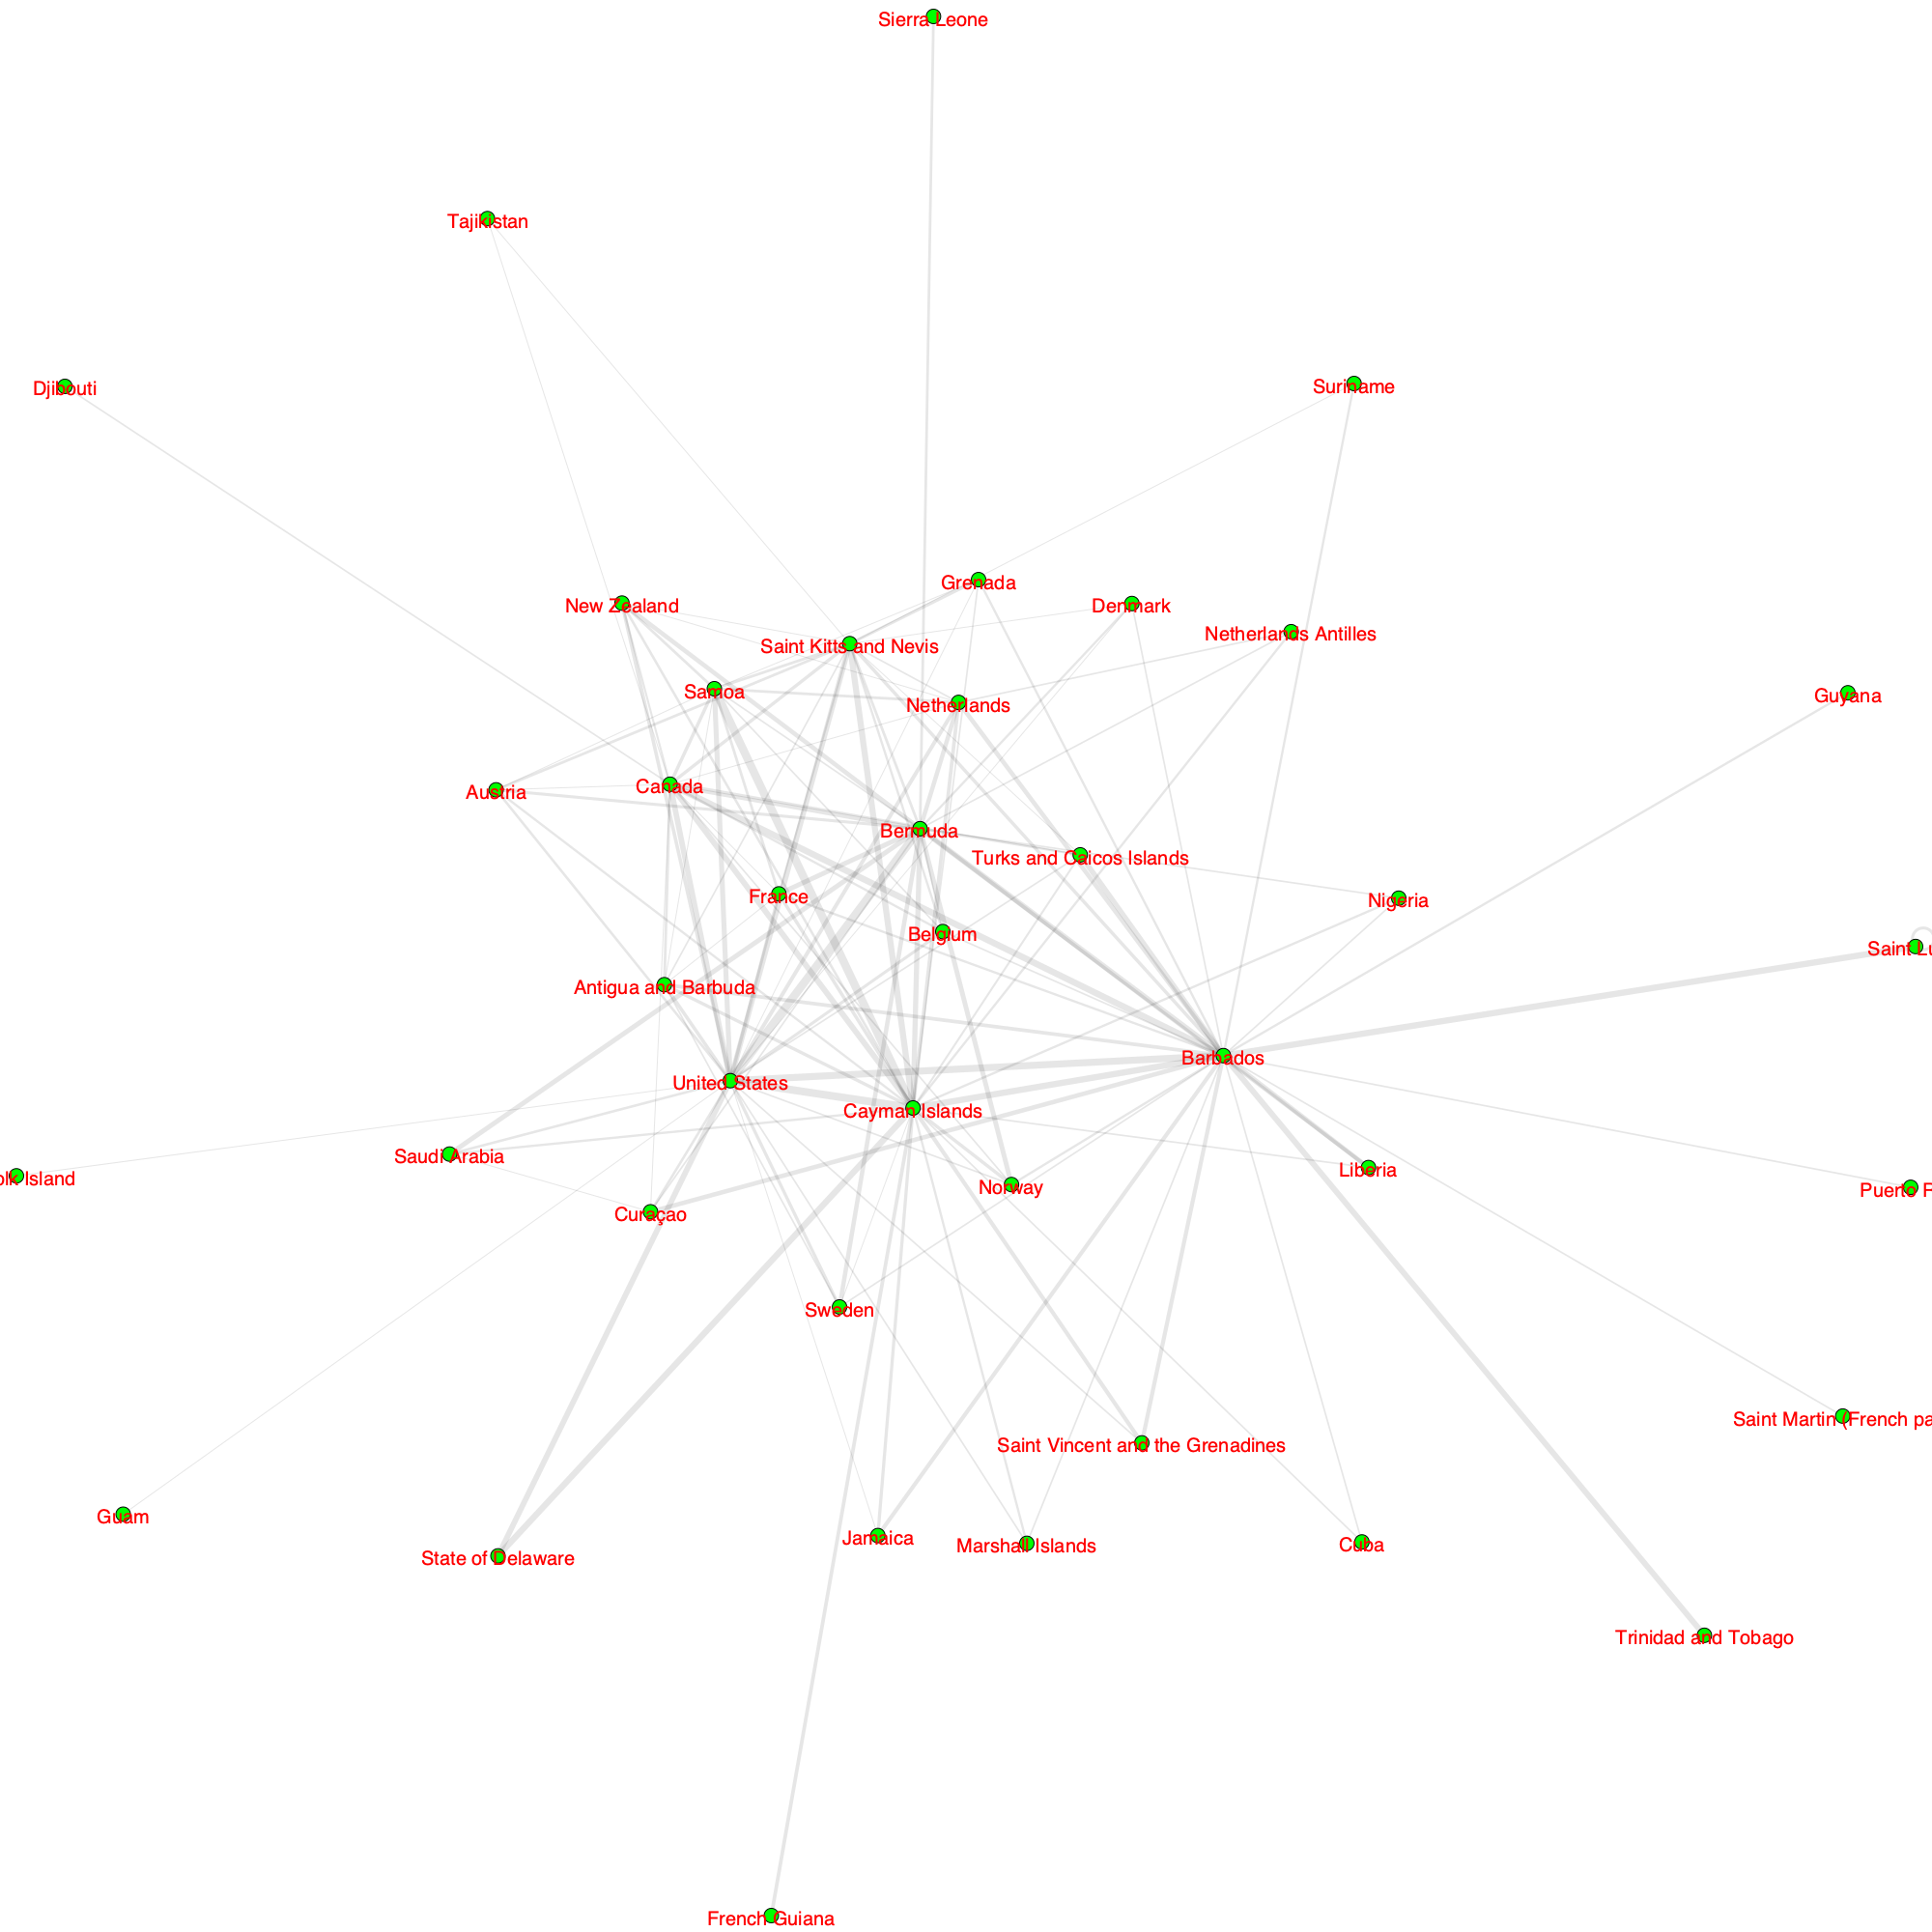 Sierra Leone
Tajikistan
Djibouti
Suriname
Grenada
New Zealand
Denmark
Netherlands Antilles
Saint Kitts and Nevis
Samoa
Netherlands
Guyana
Austria
Canada
Bermuda
Turks and Caicos Islands
France
Nigeria
Belgium
Saint Lu
Antigua and Barbuda
Barbados
United States
Cayman Islands
Saudi Arabia
Liberia
olk Island
Norway
Puerto
Curaçao
Sweden
Saint Martin (French pa
Saint Vincent and the Grenadines
Guam
Jamaica
Marshall Islands
Cuba
State of Delaware
Trinidad and Tobago
French Guiana